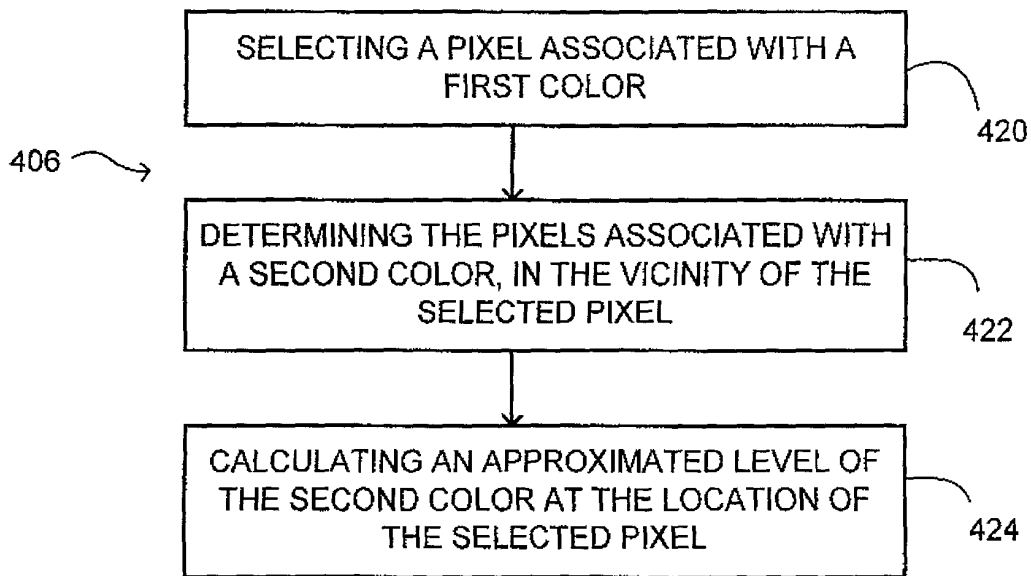 SELECTING A PIXEL ASSOCIATED WITH A
FIRST COLOR
420
406
DETERMINING THE PIXELS ASSOCIATED WITH
A SECOND COLOR, IN THE VICINITY OF THE
SELECTED PIXEL
422
CALCULATING AN APPROXIMATED LEVEL OF
THE SECOND COLOR AT THE LOCATION OF
THE SELECTED PIXEL
424